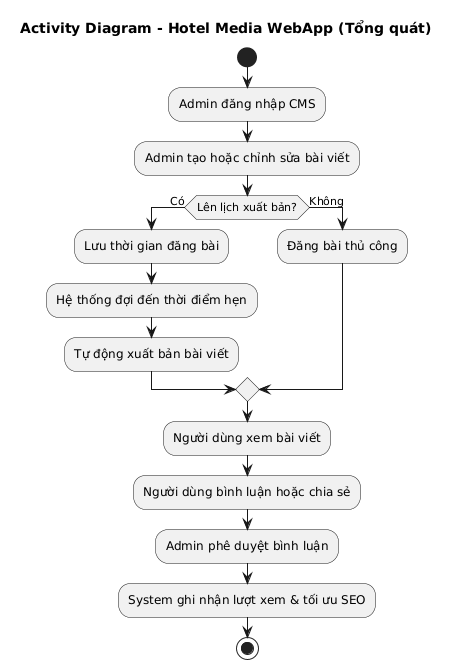 Activity Diagram - Hotel Media WebApp (Tổng quát)
Admin đăng nhập CMS
Admin tạo hoặc chỉnh sửa bài viết
Lên lịch xuất bản?
Có
Không
Lưu thời gian đăng bài
Đăng bài thủ công
Hệ thống đợi đến thời điểm hẹn
Tự động xuất bản bài viết
Người dùng xem bài viết
Người dùng bình luận hoặc chia sẻ
Admin phê duyệt bình luận
System ghi nhận lượt xem & tối ưu SEO